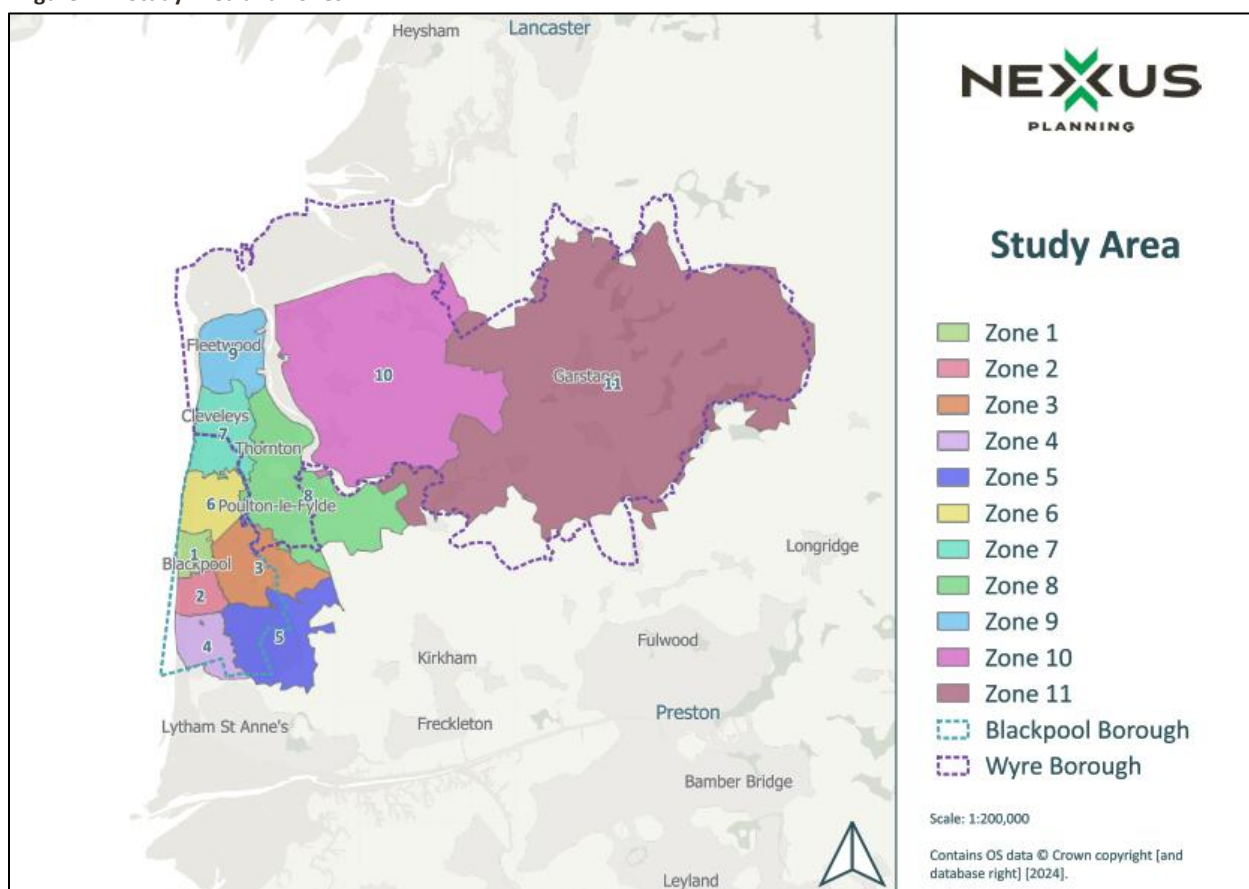 Heysham
Lancaster
Fleetwood
9
Cleveleys
7
Thornton
8
Poulton-le-Fylde
6
1
Blackpool
3
2
4
5
10
Garstang
11
Longridge
Fulwood
Kirkham
Lytham St Anne's
Freckleton
Preston
Bamber Bridge
Leyland
NEXUS
PLANNING
Study Area
Zone 1
Zone 2
Zone 3
Zone 4
Zone 5
Zone 6
Zone 7
Zone 8
Zone 9
Zone 10
Zone 11
Blackpool Borough
Wyre Borough
Scale: 1:200,000
Contains OS data © Crown copyright [and
database right] [2024].